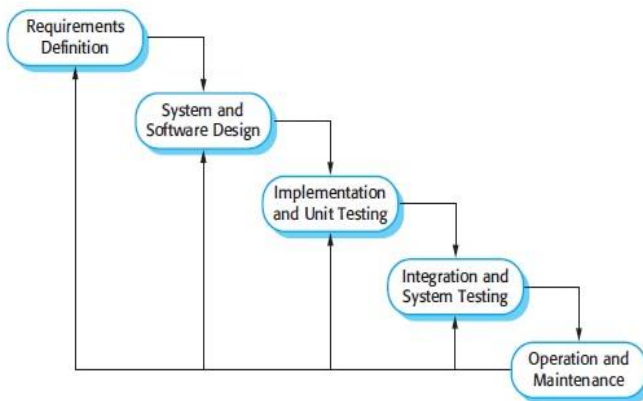 Requirements
Definition
System and
Software Design
Implementation
and Unit Testing
Integration and
System Testing
Operation and
Maintenance